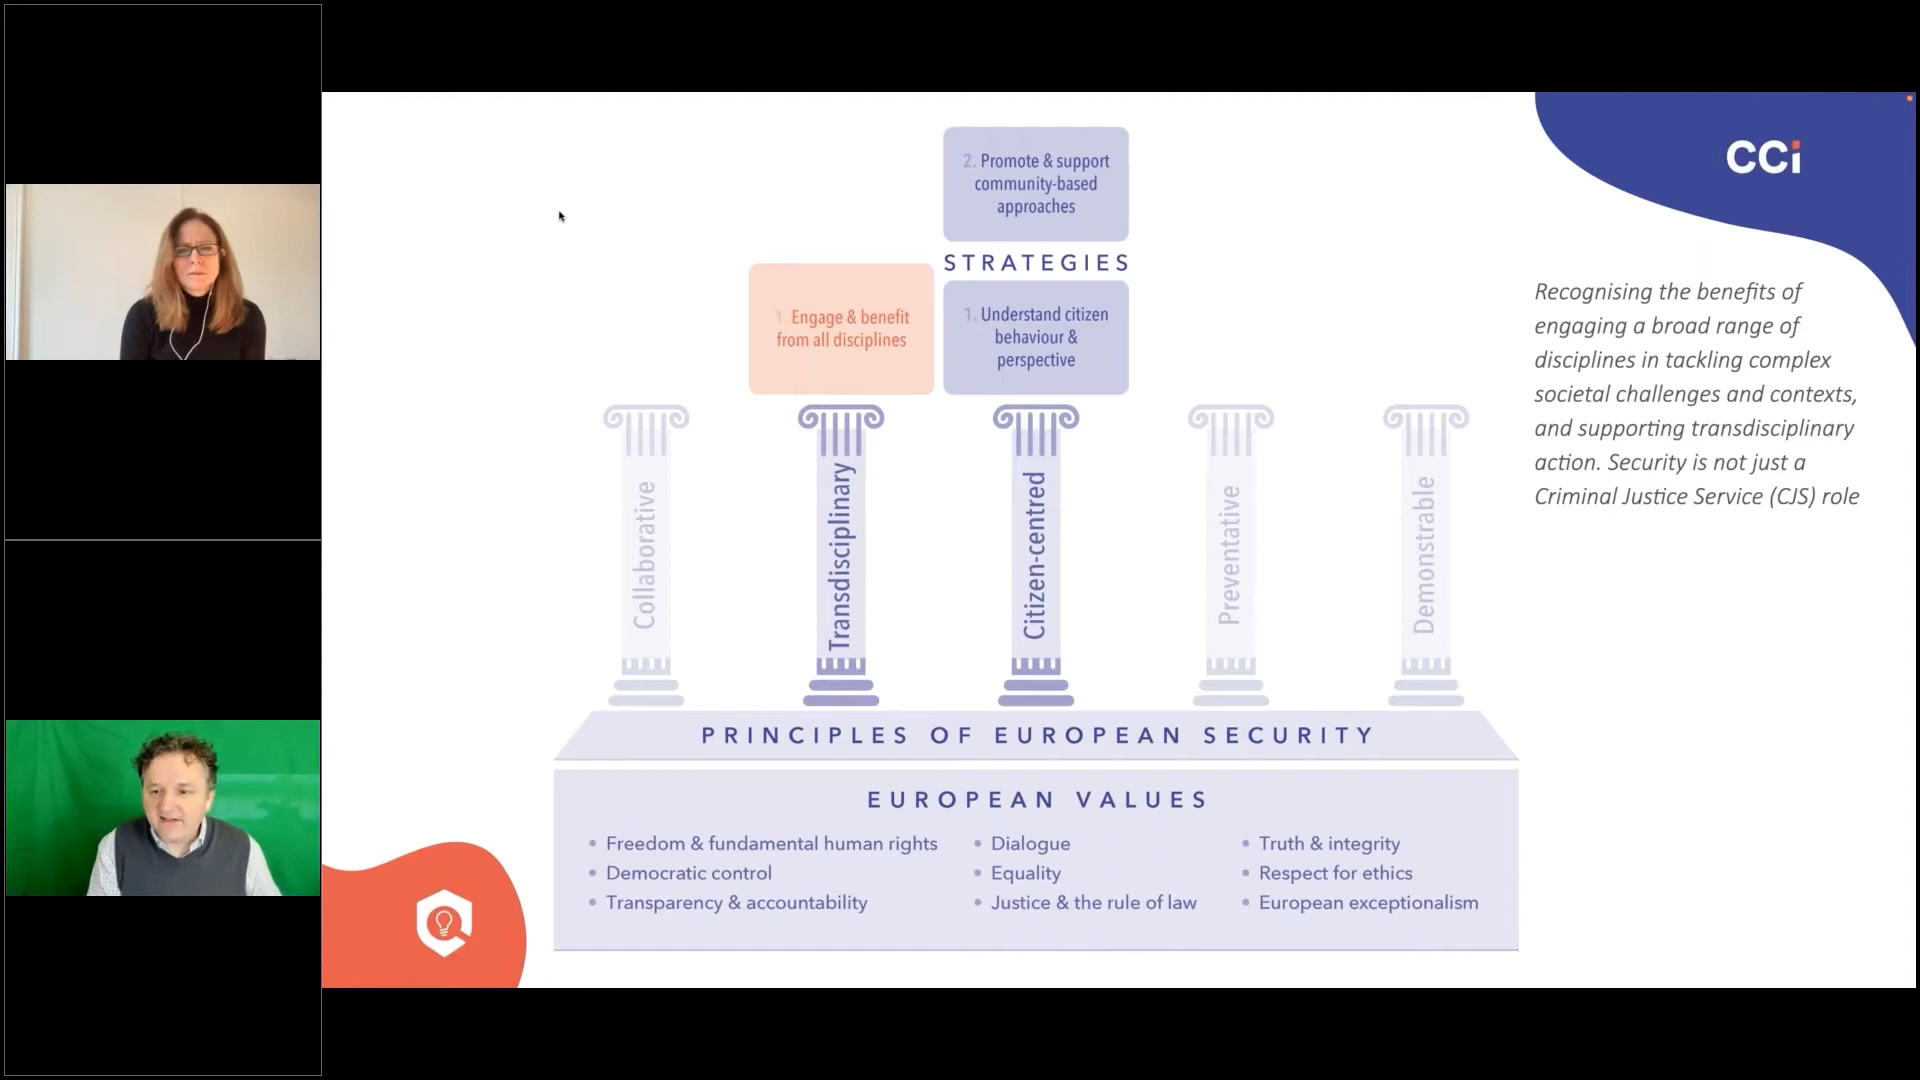 CCi
2. Promote & support
community-based
approaches
STRATEGIES
1. Engage & benefit
from all disciplines
1. Understand citizen
behaviour &
perspective
Recognising the benefits of
engaging a broad range of
disciplines in tackling complex
societal challenges and contexts,
and supporting transdisciplinary
action. Security is not just a
Criminal Justice Service (CJS) role
Collaborative
Transdisciplinary
Citizen-centred
Preventative
Demonstrable
PRINCIPLES OF EUROPEAN SECURITY
EUROPEAN VALUES
• Freedom & fundamental human rights
• Democratic control
• Transparency & accountability
• Dialogue
• Equality
• Justice & the rule of law
• Truth & integrity
• Respect for ethics
• European exceptionalism